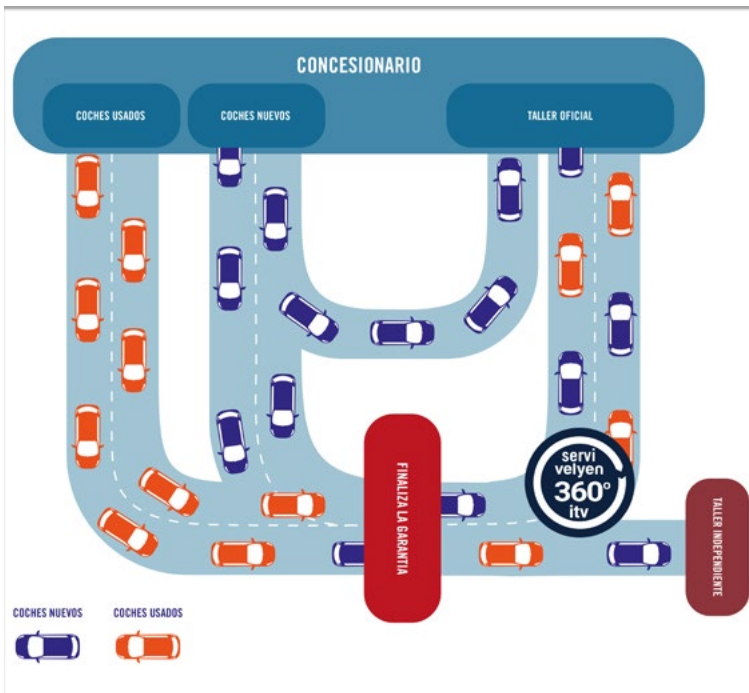 CONCESIONARIO
COCHES USADOS
COCHES NUEVOS
TALLER OFICIAL
FINALIZA LA GARANTIA
servi
velyen
360º
itv
TALLER INDEPENDIENTE
COCHES NUEVOS
COCHES USADOS